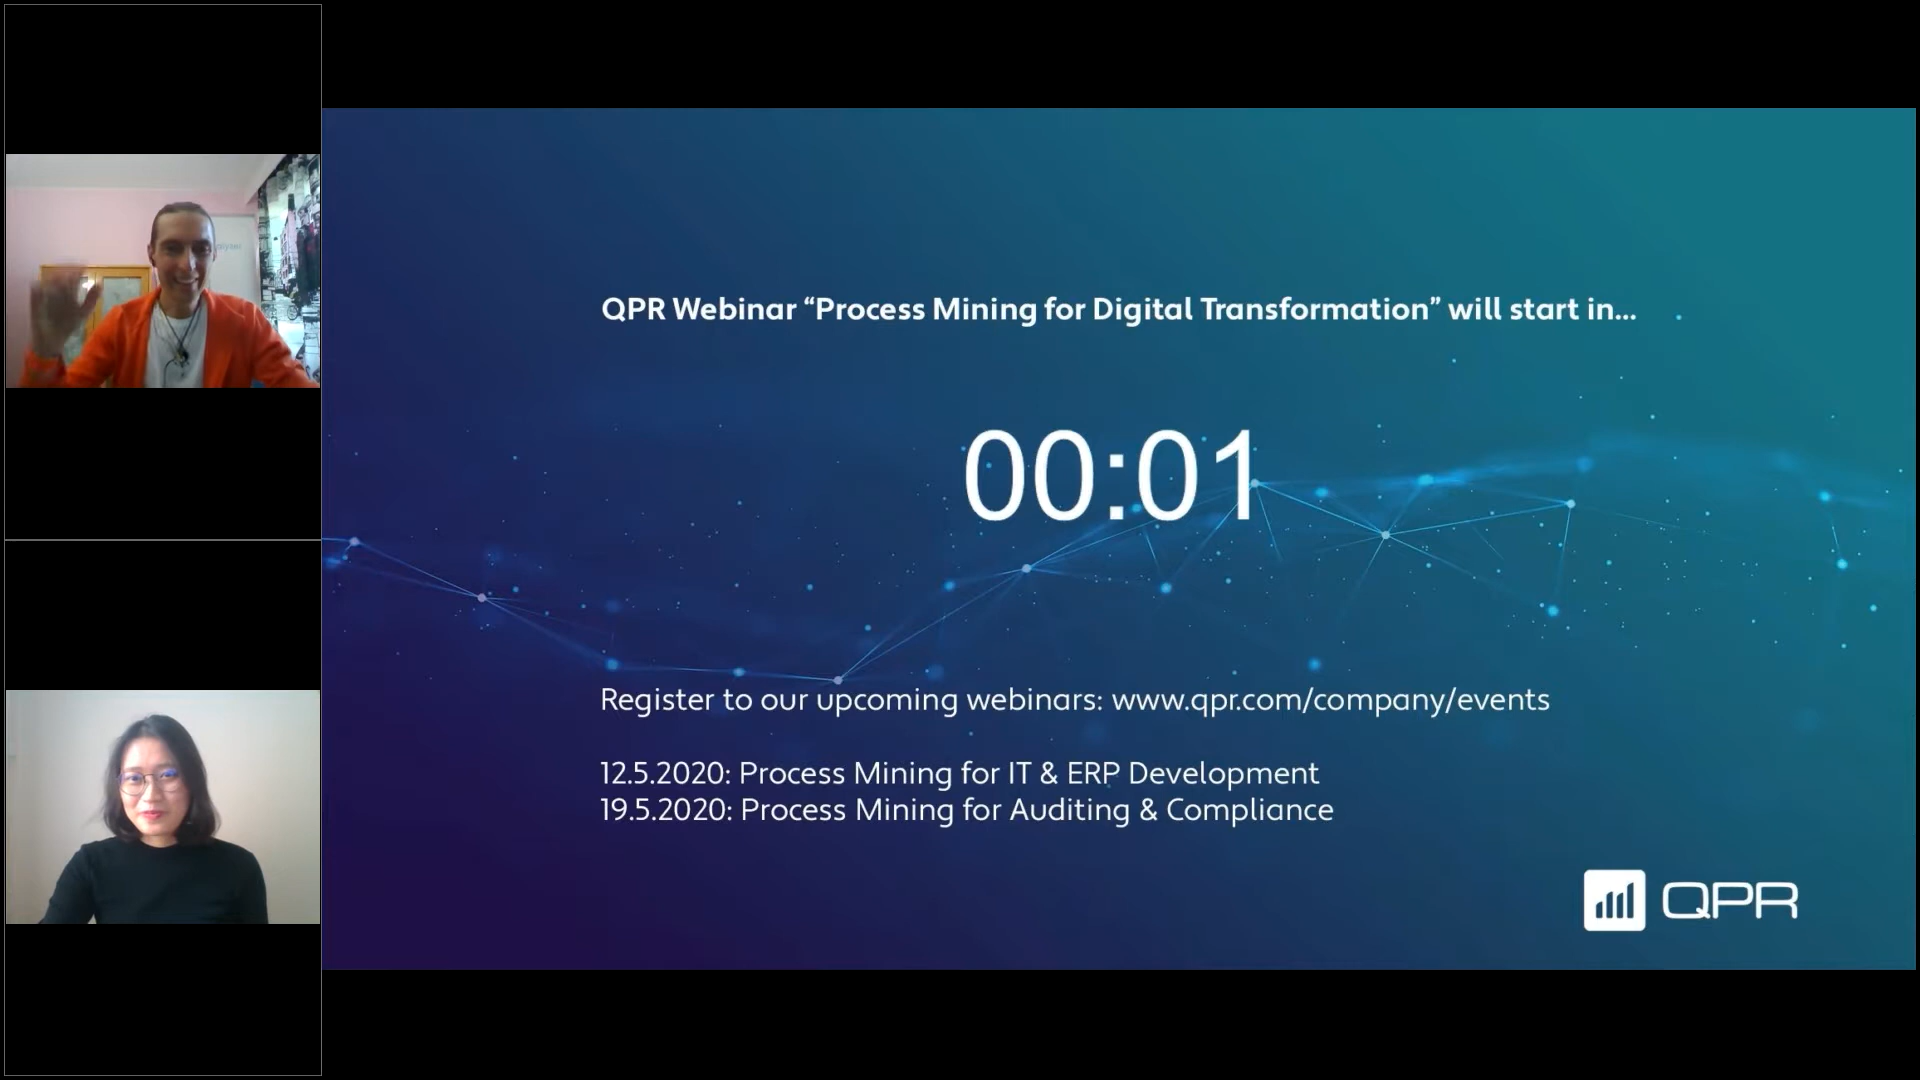 QPR Webinar “Process Mining for Digital Transformation” will start in...
00:01
Register to our upcoming webinars: www.qpr.com/company/events
12.5.2020: Process Mining for IT & ERP Development
19.5.2020: Process Mining for Auditing & Compliance
QPR